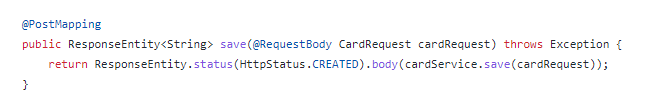 @PostMapping
public ResponseEntity<String> save(@RequestBody CardRequest cardRequest) throws Exception {
    return ResponseEntity.status(HttpStatus.CREATED).body(cardService.save(cardRequest));
}